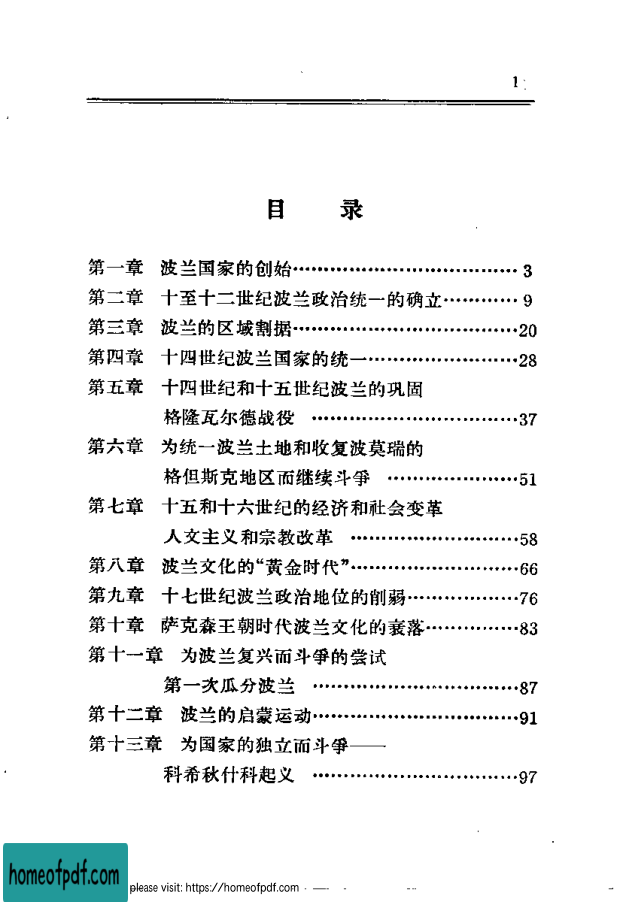 1
目 录
第一章 波兰国家的创始…………………………………3
第二章 十至十二世纪波兰政治统一的确立…………9
第三章 波兰的区域割据…………………………………20
第四章 十四世纪波兰国家的统一……………………28
第五章 十四世纪和十五世纪波兰的巩固
格隆瓦尔德战役 ………………………………37
第六章 为统一波兰土地和收复波莫瑞的
格但斯克地区而继续斗爭 …………………51
第七章 十五和十六世纪的经济和社会变革
人文主义和宗教改革 ………………………58
第八章 波兰文化的“黄金时代”………………………66
第九章 十七世纪波兰政治地位的削弱………………76
第十章 萨克森王朝时代波兰文化的衰落……………83
第十一章 为波兰复兴而斗爭的尝试
第一次瓜分波兰 ……………………………87
第十二章 波兰的启蒙运动……………………………91
第十三章 为国家的独立而斗爭——
科希秋什科起义 ……………………………97
homeofpdf.com
please visit: https://homeofpdf.com